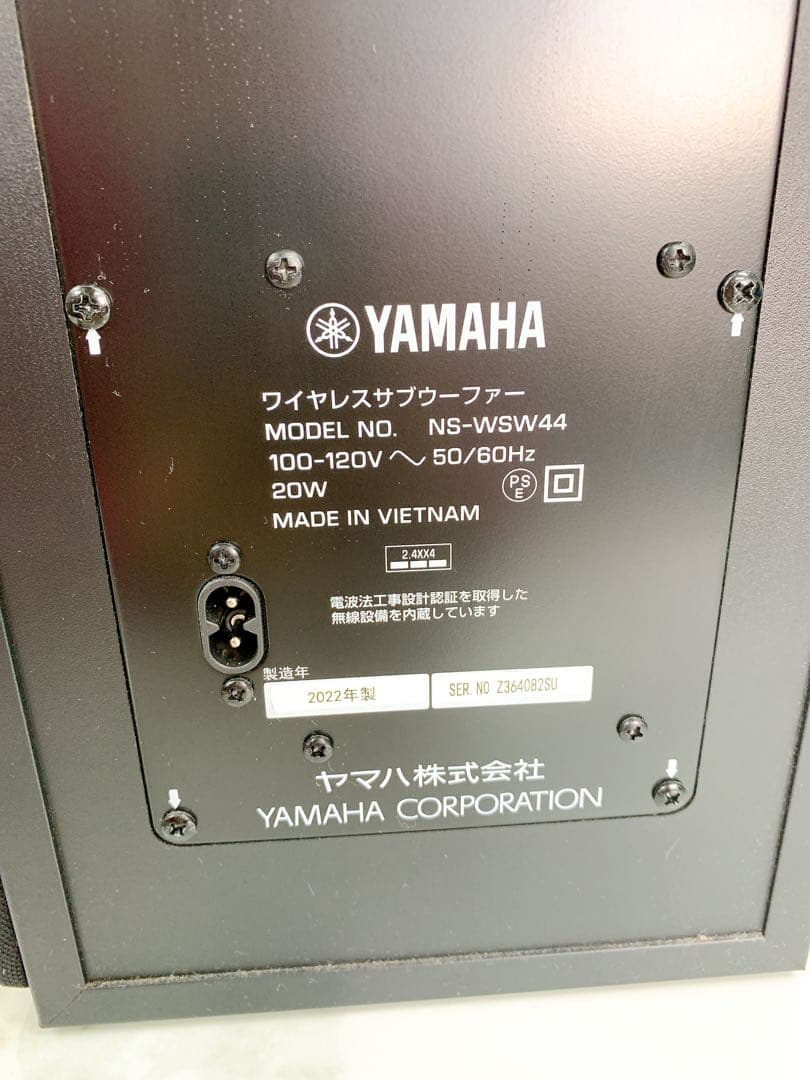 YAMAHA
ワイヤレスサブウーファー
MODEL NO. NS-WSW44
100-120V 〜 50/60Hz
20W
PS
E
MADE IN VIETNAM
2.4XX4
電波法工事設計認証を取得した
無線設備を内蔵しています
製造年
2022年製
SER. NO Z364082SU
ヤマハ株式会社
YAMAHA CORPORATION